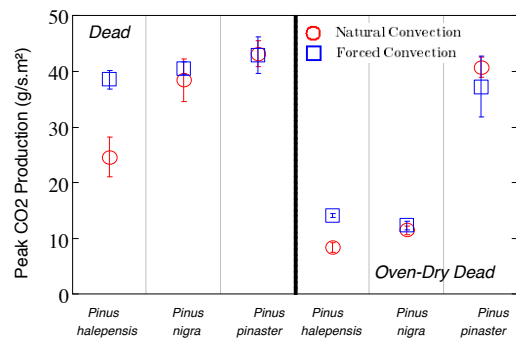 Peak CO2 Production (g/s.m²)
50
40
30
20
10
0
Dead
Natural Convection
Forced Convection
Oven-Dry Dead
Pinus halepensis
Pinus nigra
Pinus pinaster
Pinus halepensis
Pinus nigra
Pinus pinaster